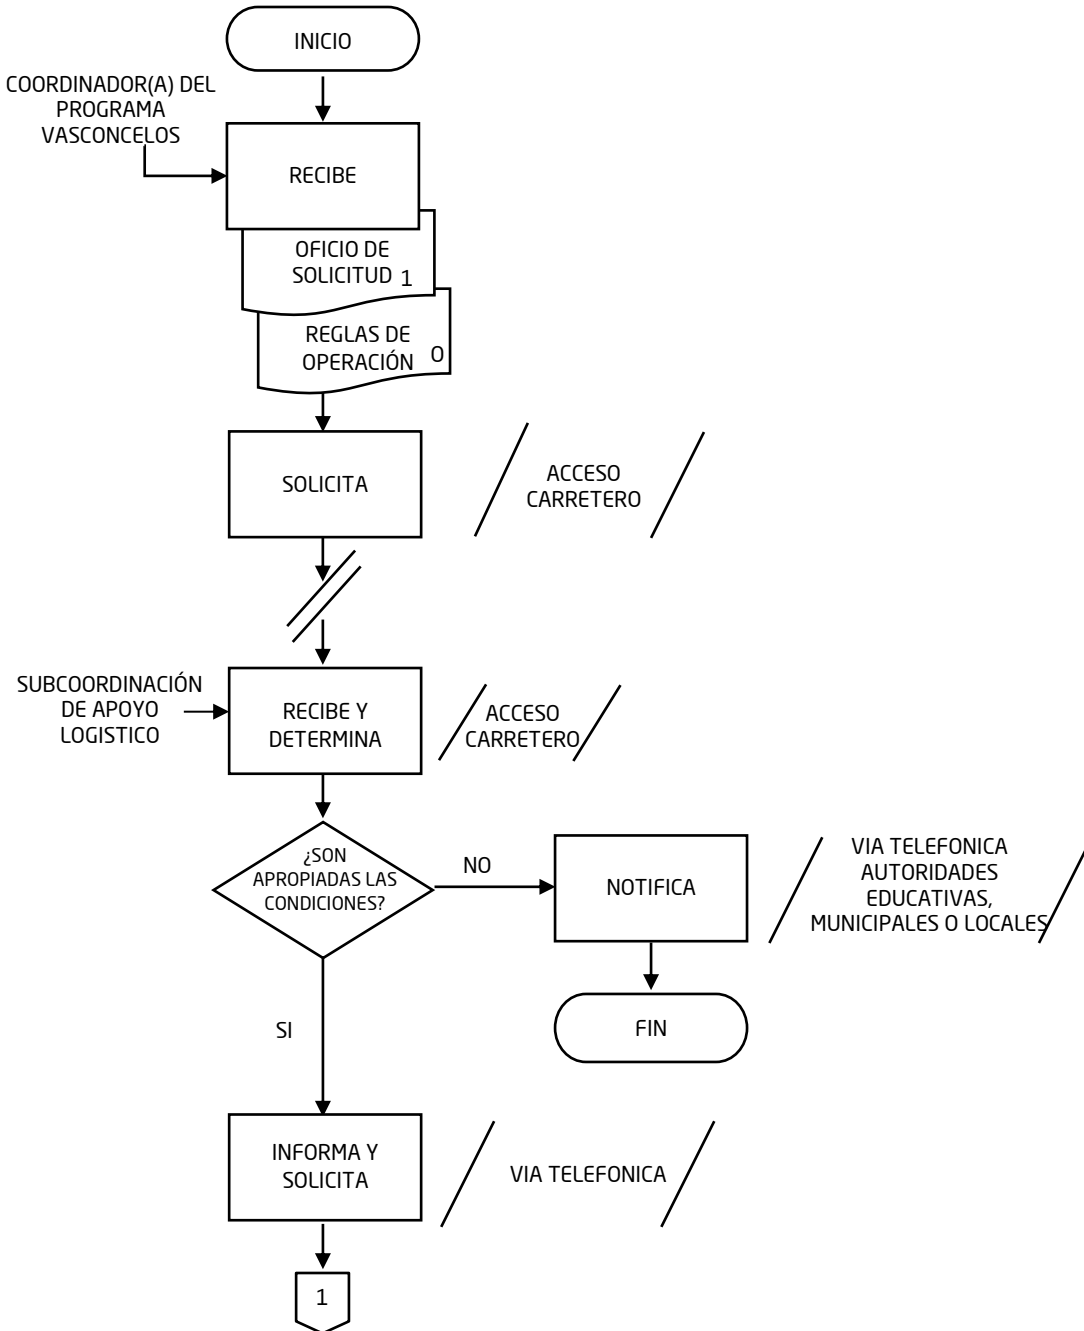 INICIO
COORDINADOR(A) DEL
PROGRAMA
VASCONCELOS
RECIBE
OFICIO DE
SOLICITUD 1
REGLAS DE
OPERACIÓN 0
SOLICITA
ACCESO
CARRETERO
SUBCOORDINACIÓN
DE APOYO
LOGISTICO
RECIBE Y
DETERMINA
ACCESO
CARRETERO
¿SON
APROPIADAS LAS
CONDICIONES?
NO
NOTIFICA
VIA TELEFONICA
AUTORIDADES
EDUCATIVAS,
MUNICIPALES O LOCALES
FIN
SI
INFORMA Y
SOLICITA
VIA TELEFONICA
1